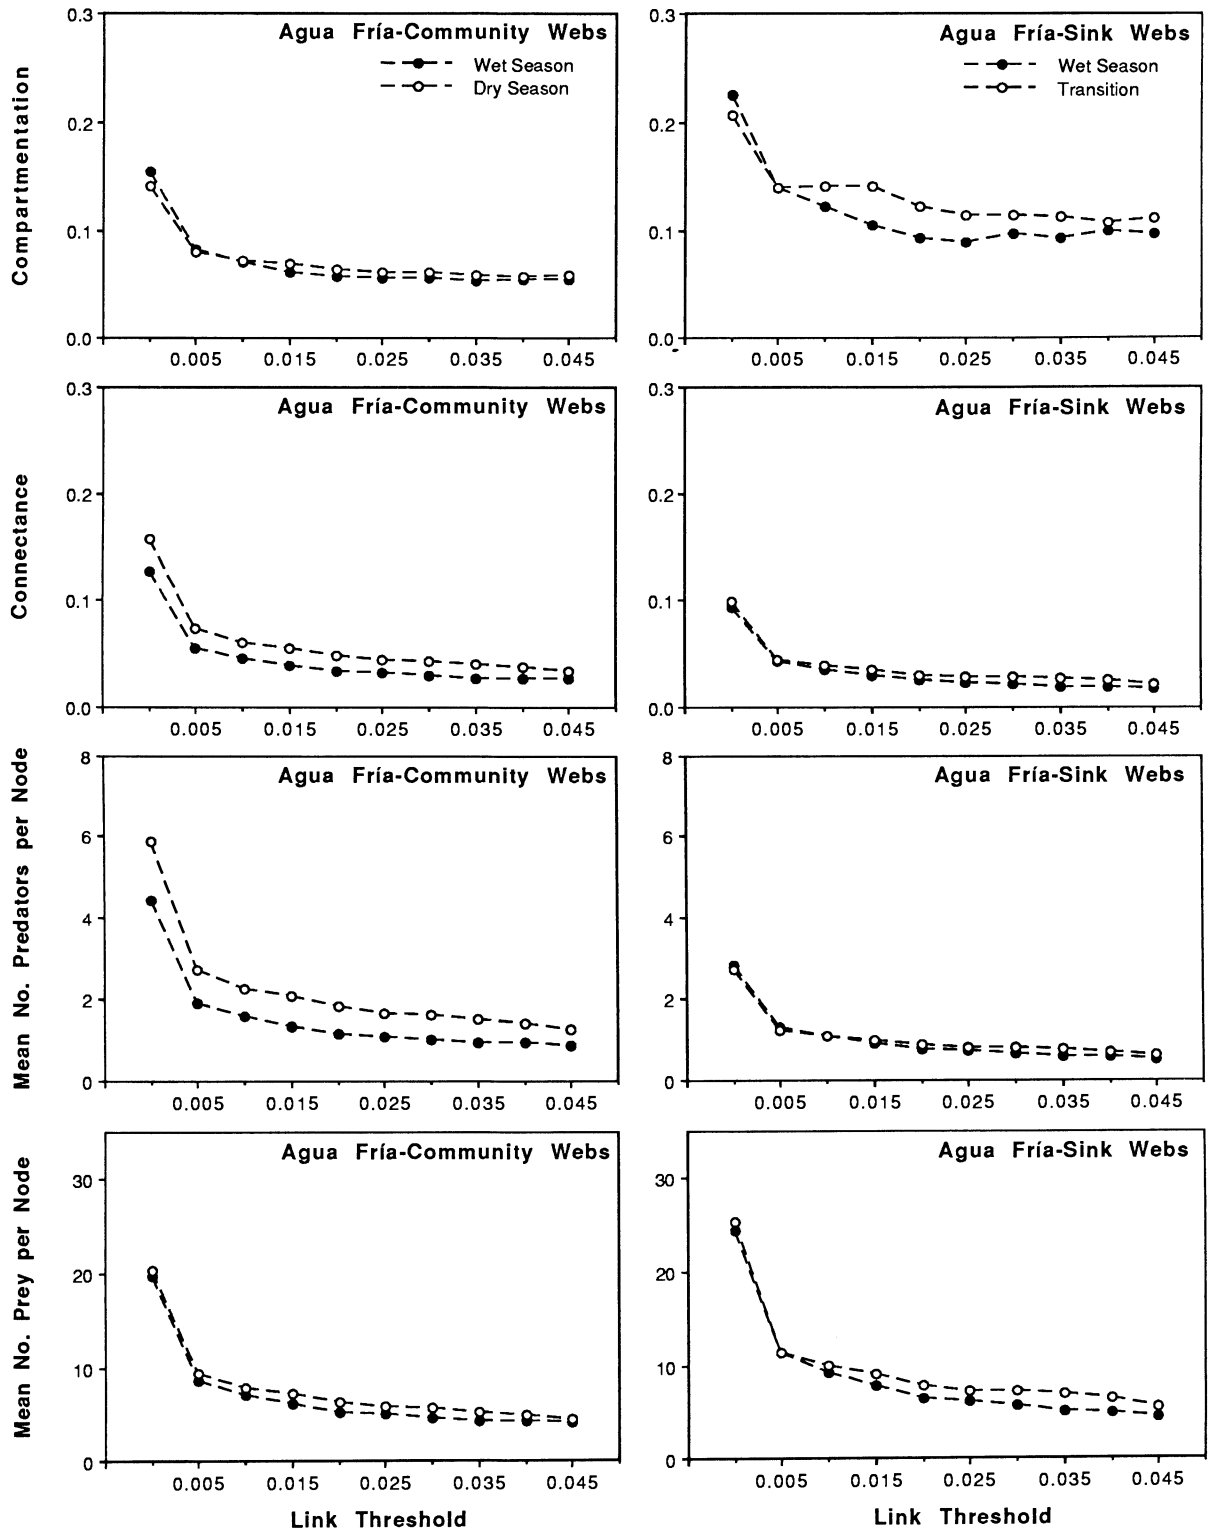 Compartmentation
0.3
0.2
0.1
0.0
Agua Fría-Community Webs
Wet Season
Dry Season
0.005 0.015 0.025 0.035 0.045
0.3
0.2
0.1
0.0
Agua Fría-Sink Webs
Wet Season
Transition
0.005 0.015 0.025 0.035 0.045
Connectance
0.3
0.2
0.1
0.0
Agua Fría-Community Webs
0.005 0.015 0.025 0.035 0.045
0.3
0.2
0.1
0.0
Agua Fría-Sink Webs
0.005 0.015 0.025 0.035 0.045
Mean No. Predators per Node
8
6
4
2
0
Agua Fría-Community Webs
0.005 0.015 0.025 0.035 0.045
8
6
4
2
0
Agua Fría-Sink Webs
0.005 0.015 0.025 0.035 0.045
Mean No. Prey per Node
30
20
10
0
Agua Fría-Community Webs
0.005 0.015 0.025 0.035 0.045
Link Threshold
30
20
10
0
Agua Fría-Sink Webs
0.005 0.015 0.025 0.035 0.045
Link Threshold